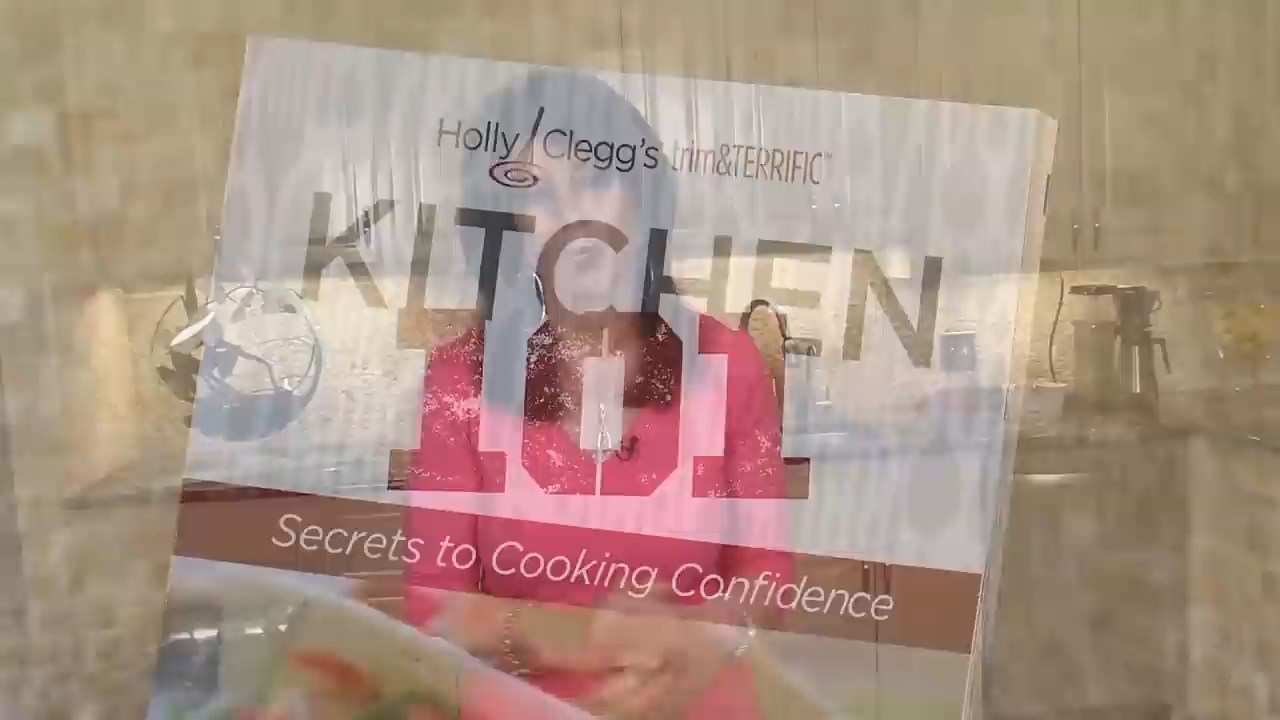 Holly Clegg's trim&TERRIFIC™
KITCHEN
101
Secrets to Cooking Confidence